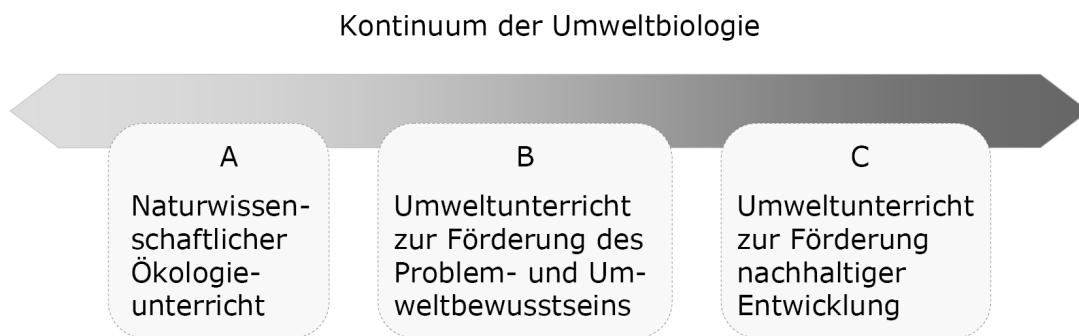 Kontinuum der Umweltbiologie
A
Naturwissen-
schaftlicher
Ökologie-
unterricht
B
Umweltunterricht
zur Förderung des
Problem- und Um-
weltbewusstseins
C
Umweltunterricht
zur Förderung
nachhaltiger
Entwicklung